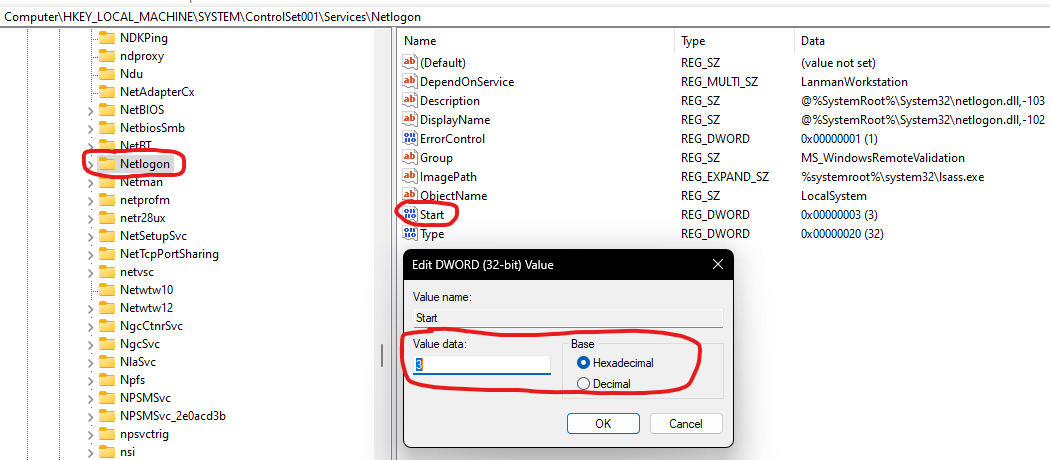 Computer\HKEY_LOCAL_MACHINE\SYSTEM\ControlSet001\Services\Netlogon
NDKPing
ndproxy
Ndu
NetAdapterCx
NetBIOS
NetbiosSmb
NetBT
Netlogon
Netman
netprofm
netr28ux
NetSetupSvc
NetTcpPortSharing
netvsc
Netwtw10
Netwtw12
NgcCtnrSvc
NgcSvc
NlaSvc
Npfs
NPSMSvc
NPSMSvc_2e0acd3b
npsvctrig
nsi
Name Type Data
(Default) REG_SZ (value not set)
DependOnService REG_MULTI_SZ LanmanWorkstation
Description REG_SZ @%SystemRoot%\System32\netlogon.dll,-103
DisplayName REG_SZ @%SystemRoot%\System32\netlogon.dll,-102
ErrorControl REG_DWORD 0x00000001 (1)
Group REG_SZ MS_WindowsRemoteValidation
ImagePath REG_EXPAND_SZ %systemroot%\system32\lsass.exe
ObjectName REG_SZ LocalSystem
Start REG_DWORD 0x00000003 (3)
Type REG_DWORD 0x00000020 (32)
Edit DWORD (32-bit) Value
Value name:
Start
Value data: Base
3 Hexadecimal
Decimal
OK Cancel